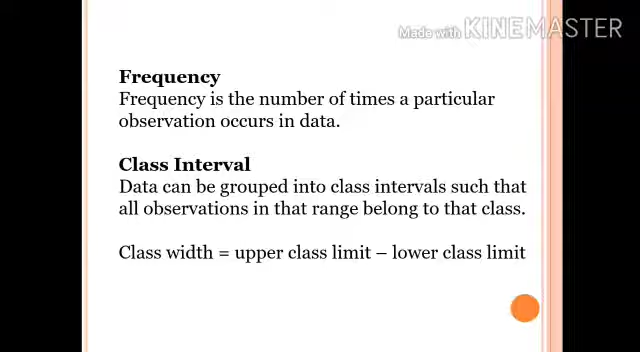 Made with KINEMASTER
Frequency
Frequency is the number of times a particular
observation occurs in data.
Class Interval
Data can be grouped into class intervals such that
all observations in that range belong to that class.
Class width = upper class limit – lower class limit